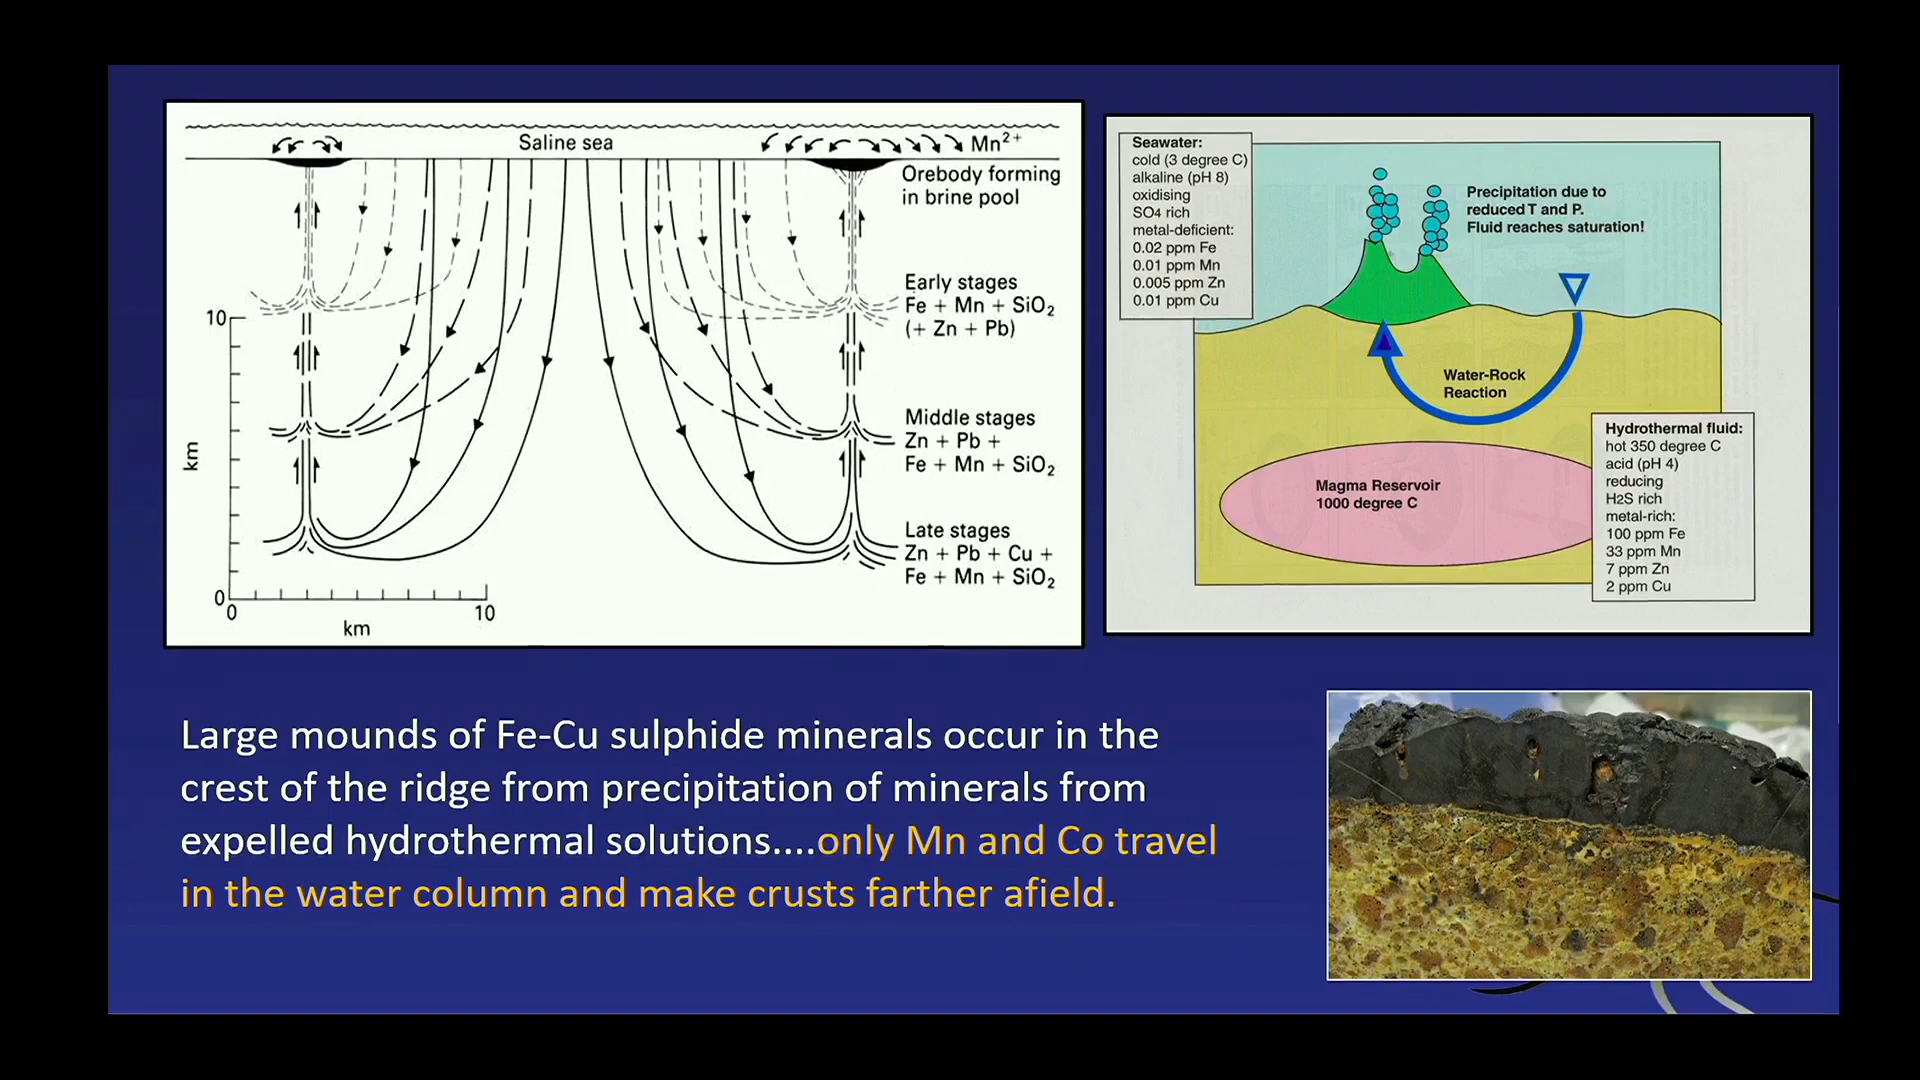 Saline sea
Mn²⁺
Orebody forming
in brine pool
Early stages
Fe + Mn + SiO₂
(+ Zn + Pb)
10
km
Middle stages
Zn + Pb +
Fe + Mn + SiO₂
Late stages
Zn + Pb + Cu +
Fe + Mn + SiO₂
0
0
10
km
Seawater:
cold (3 degree C)
alkaline (pH 8)
oxidising
SO4 rich
metal-deficient:
0.02 ppm Fe
0.01 ppm Mn
0.005 ppm Zn
0.01 ppm Cu
Precipitation due to
reduced T and P.
Fluid reaches saturation!
Water-Rock
Reaction
Magma Reservoir
1000 degree C
Hydrothermal fluid:
hot 350 degree C
acid (pH 4)
reducing
H2S rich
metal-rich:
100 ppm Fe
33 ppm Mn
7 ppm Zn
2 ppm Cu
Large mounds of Fe-Cu sulphide minerals occur in the
crest of the ridge from precipitation of minerals from
expelled hydrothermal solutions....only Mn and Co travel
in the water column and make crusts farther afield.